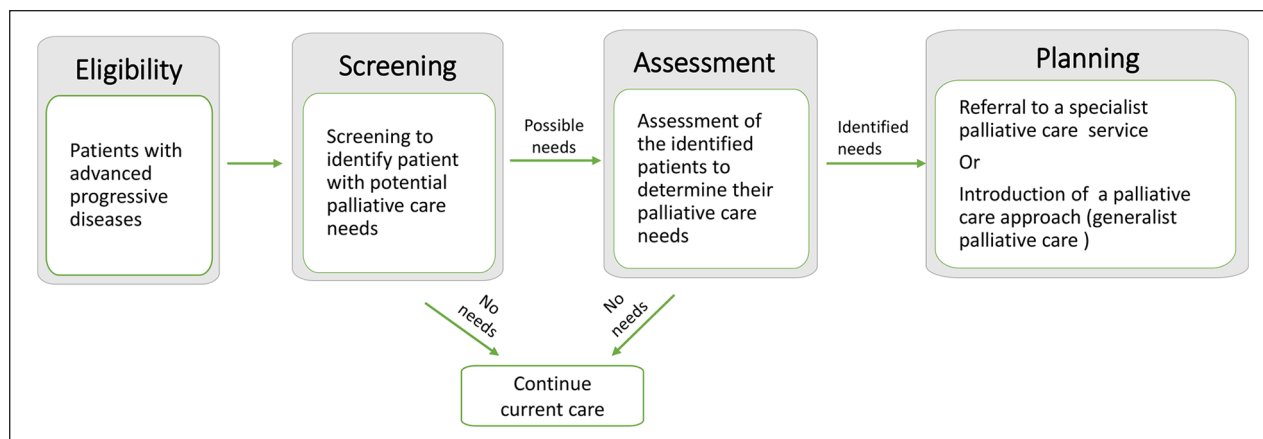 Eligibility
Patients with
advanced
progressive
diseases
Screening
Screening to
identify patient
with potential
palliative care
needs
Possible
needs
Assessment
Assessment of
the identified
patients to
determine their
palliative care
needs
Identified
needs
Planning
Referral to a specialist
palliative care service
Or
Introduction of a palliative
care approach (generalist
palliative care )
No
needs
No
needs
Continue
current care